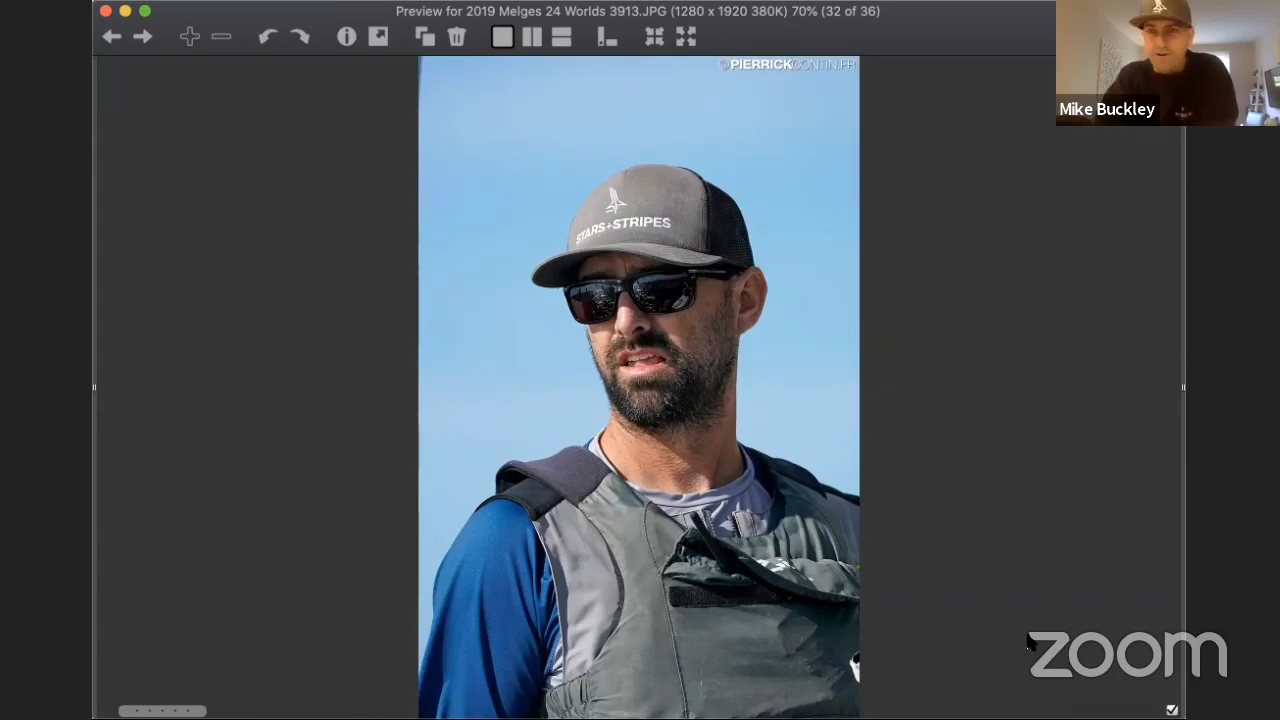 Preview for 2019 Melges 24 Worlds 3913.JPG (1280 x 1920 380K) 70% (32 of 36)
©PIERRICKCONTIN.FR
Mike Buckley
STARS+STRIPES
zoom